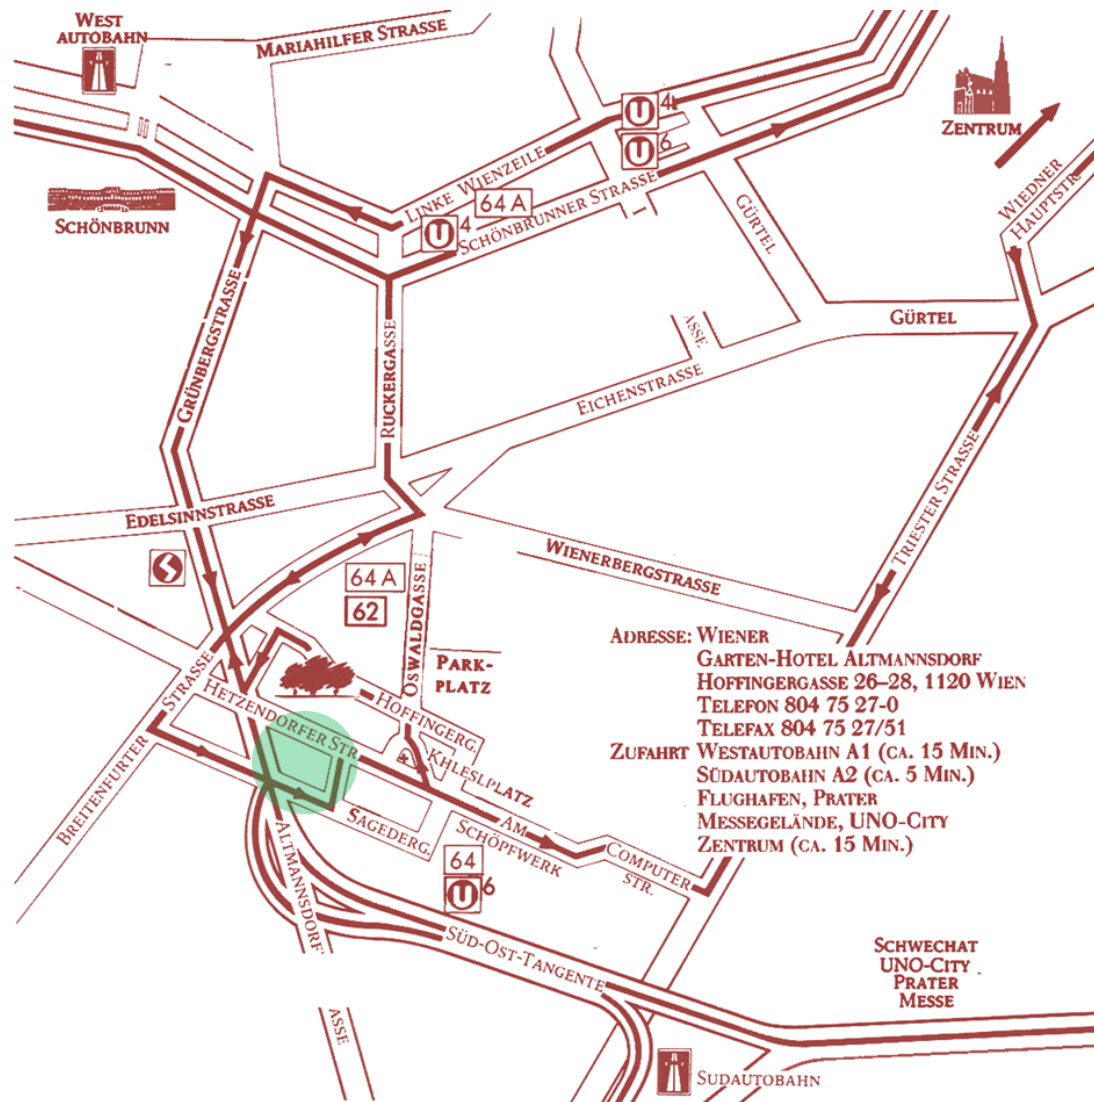 WEST
AUTOBAHN
MARIAHILFER STRASSE
ZENTRUM
4
6
LINKE WIENZEILE
64 A
4
SCHÖNBRUNNER STRASSE
SCHÖNBRUNN
GÜRTEL
WIEDNER
HAUPTSTR.
GÜRTEL
GRÜNBERGSTRASSE
RUCKERGASSE
ASSE
EICHENSTRASSE
TRIESTER STRASSE
EDELSINNSTRASSE
WIENERBERGSTRASSE
64 A
62
OSWALDGASSE
PARK-
PLATZ
BREITENFURTER STRASSE
HETZENDORFER STR.
HOFFINGERG.
KHLESLPLATZ
ADRESSE: WIENER
GARTEN-HOTEL ALTMANNSDORF
HOFFINGERGASSE 26–28, 1120 WIEN
TELEFON 804 75 27-0
TELEFAX 804 75 27/51
ZUFAHRT WESTAUTOBAHN A1 (CA. 15 MIN.)
SÜDAUTOBAHN A2 (CA. 5 MIN.)
FLUGHAFEN, PRATER
MESSEGELÄNDE, UNO-CITY
ZENTRUM (CA. 15 MIN.)
SAGEDERG.
AM
SCHÖPFWERK
COMPUTER
STR.
64
6
ALTMANNSDORF
ASSE
SÜD-OST-TANGENTE
SCHWECHAT
UNO-CITY
PRATER
MESSE
SUDAUTOBAHN